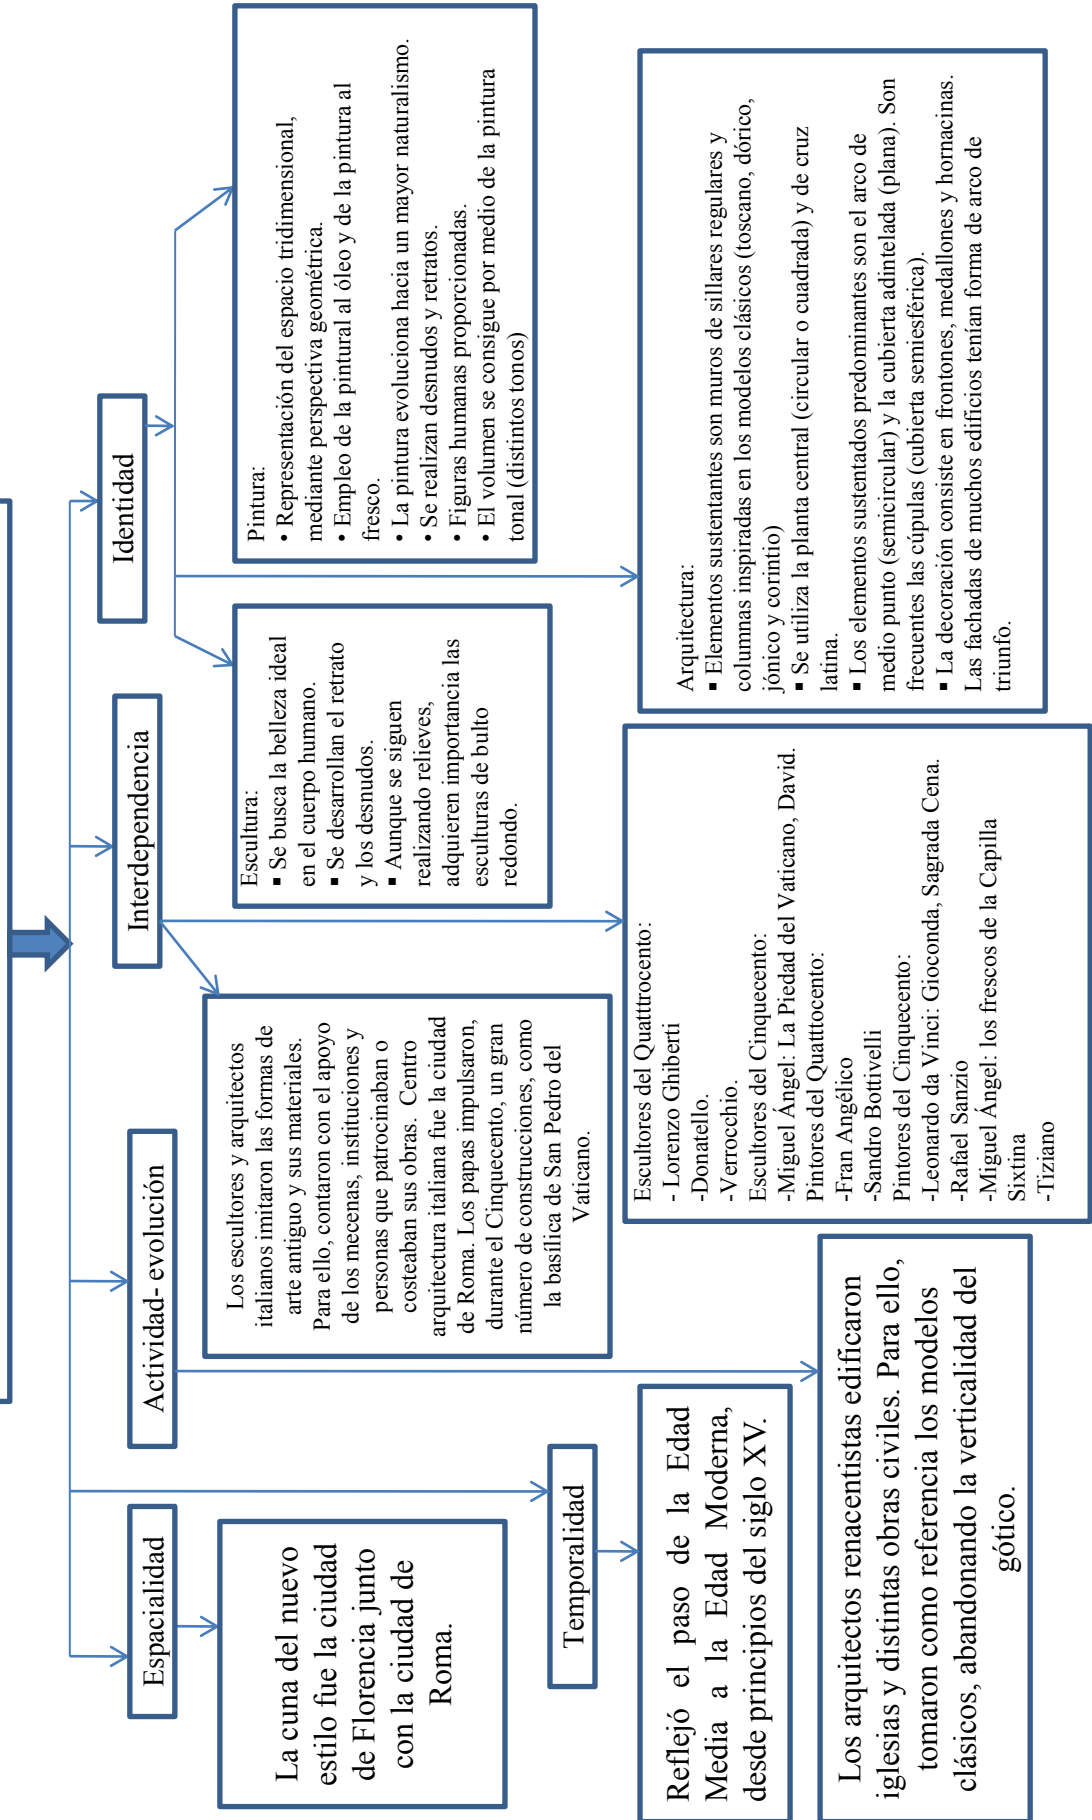 Espacialidad
La cuna del nuevo
estilo fue la ciudad
de Florencia junto
con la ciudad de
Roma.
Temporalidad
Reflejó el paso de la Edad
Media a la Edad Moderna,
desde principios del siglo XV.
Actividad- evolución
Los arquitectos renacentistas edificaron
iglesias y distintas obras civiles. Para ello,
tomaron como referencia los modelos
clásicos, abandonando la verticalidad del
gótico.
Interdependencia
Los escultores y arquitectos
italianos imitaron las formas de
arte antiguo y sus materiales.
Para ello, contaron con el apoyo
de los mecenas, instituciones y
personas que patrocinaban o
costeaban sus obras. Centro
arquitectura italiana fue la ciudad
de Roma. Los papas impulsaron,
durante el Cinquecento, un gran
número de construcciones, como
la basílica de San Pedro del
Vaticano.
Escultores del Quatttrocento:
- Lorenzo Ghiberti
-Donatello.
-Verrocchio.
Escultores del Cinquecento:
-Miguel Ángel: La Piedad del Vaticano, David.
Pintores del Quatttocento:
-Fran Angélico
-Sandro Bottivelli
Pintores del Cinquecento:
-Leonardo da Vinci: Gioconda, Sagrada Cena.
-Rafael Sanzio
-Miguel Ángel: los frescos de la Capilla
Sixtina
-Tiziano
Identidad
Escultura:
▪ Se busca la belleza ideal
en el cuerpo humano.
▪ Se desarrollan el retrato
y los desnudos.
▪ Aunque se siguen
realizando relieves,
adquieren importancia las
esculturas de bulto
redondo.
Pintura:
• Representación del espacio tridimensional,
mediante perspectiva geométrica.
• Empleo de la pintural al óleo y de la pintura al
fresco.
• La pintura evoluciona hacia un mayor naturalismo.
• Se realizan desnudos y retratos.
• Figuras humanas proporcionadas.
• El volumen se consigue por medio de la pintura
tonal (distintos tonos)
Arquitectura:
▪ Elementos sustentantes son muros de sillares regulares y
columnas inspiradas en los modelos clásicos (toscano, dórico,
jónico y corintio)
▪ Se utiliza la planta central (circular o cuadrada) y de cruz
latina.
▪ Los elementos sustentados predominantes son el arco de
medio punto (semicircular) y la cubierta adintelada (plana). Son
frecuentes las cúpulas (cubierta semiesférica).
▪ La decoración consiste en frontones, medallones y hornacinas.
Las fachadas de muchos edificios tenían forma de arco de
triunfo.